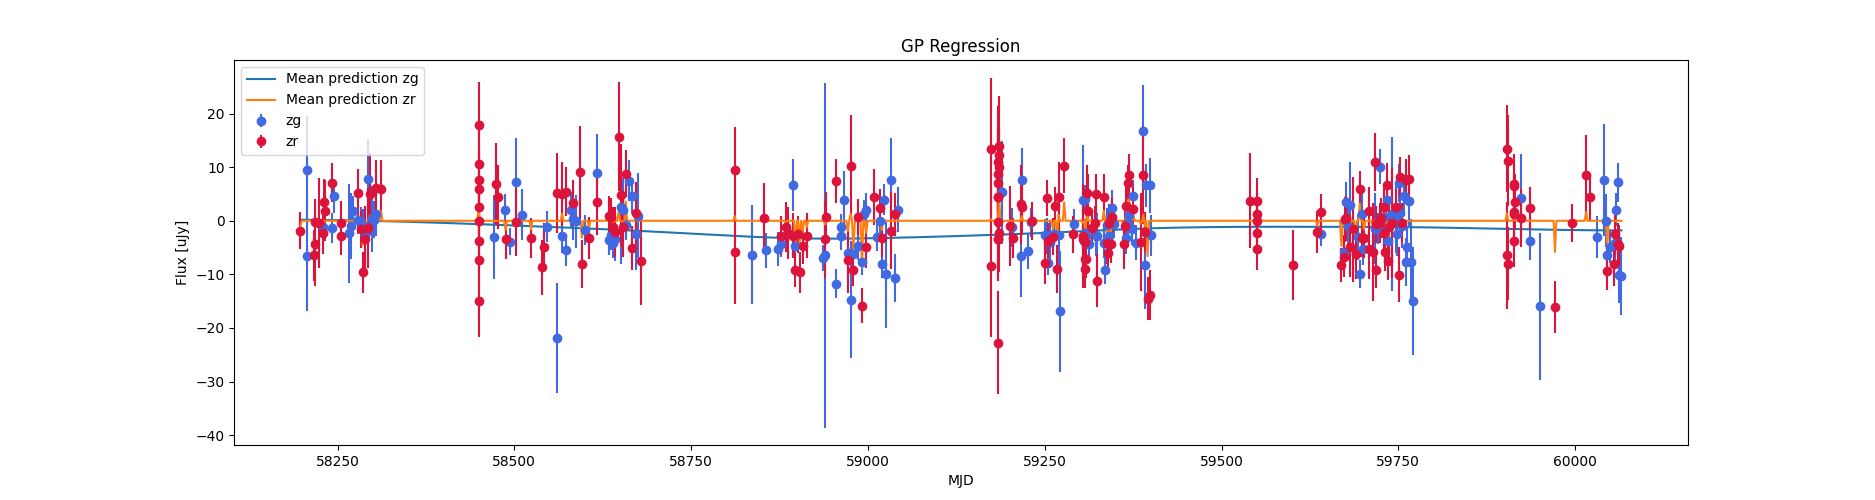 GP Regression
Mean prediction zg
Mean prediction zr
zg
zr
Flux [uJy]
20
10
0
−10
−20
−30
−40
58250 58500 58750 59000 59250 59500 59750 60000
MJD